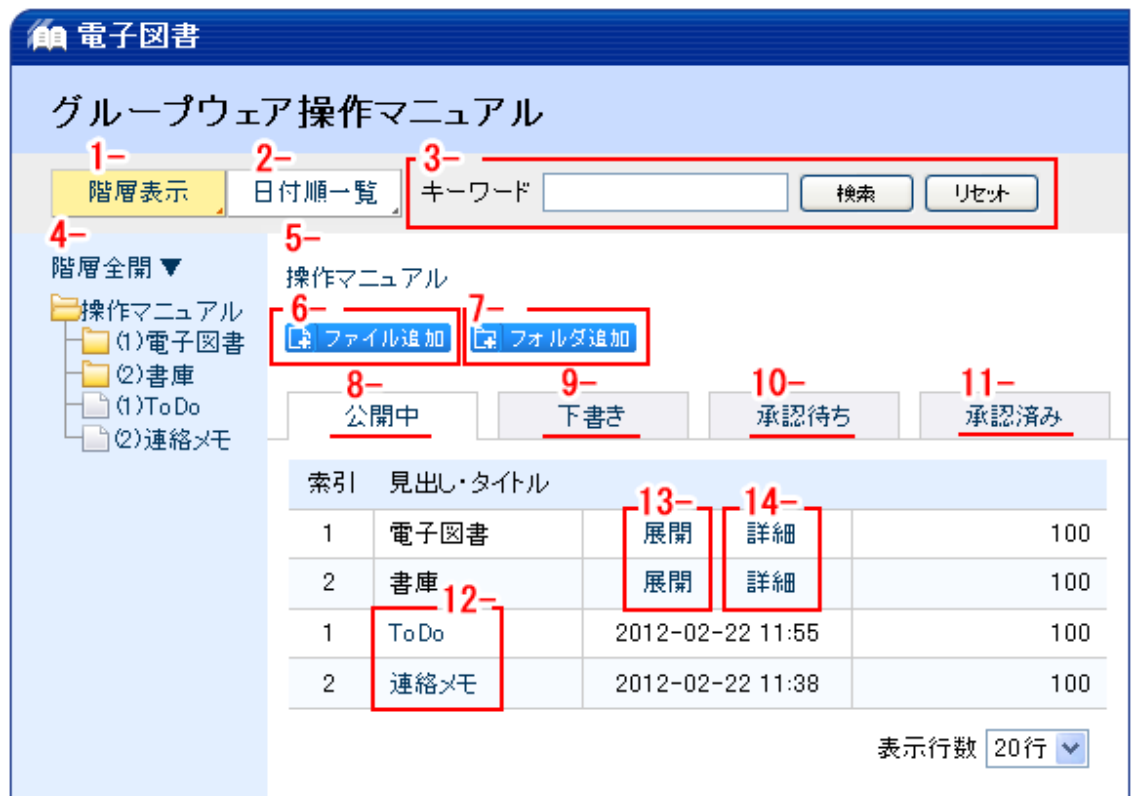 電子図書
グループウェア操作マニュアル
1- 2- 3-
階層表示 日付順一覧 キーワード 検索 リセット
4- 5-
階層全開▼ 操作マニュアル
操作マニュアル
(1)電子図書
(2)書庫
(1)ToDo
(2)連絡メモ
6- 7-
ファイル追加 フォルダ追加
8- 9- 10- 11-
公開中 下書き 承認待ち 承認済み
索引 見出し・タイトル
13- 14-
1 電子図書 展開 詳細 100
2 書庫 展開 詳細 100
12-
1 ToDo 2012-02-22 11:55 100
2 連絡メモ 2012-02-22 11:38 100
表示行数 20行